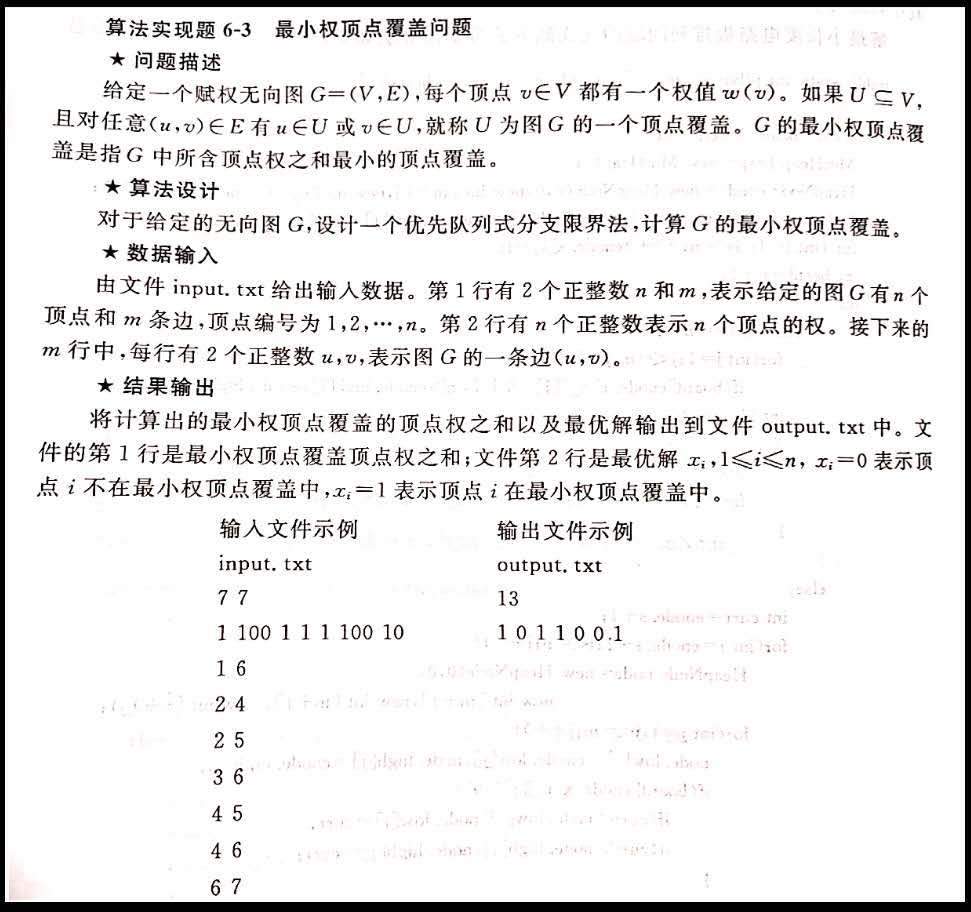 算法实现题 6-3 最小权顶点覆盖问题
★ 问题描述
给定一个赋权无向图 G=(V,E),每个顶点 v∈V 都有一个权值 w(v)。如果 U⊆V,
且对任意(u,v)∈E 有 u∈U 或 v∈U,就称 U 为图 G 的一个顶点覆盖。G 的最小权顶点覆
盖是指 G 中所含顶点权之和最小的顶点覆盖。
★ 算法设计
对于给定的无向图 G,设计一个优先队列式分支限界法,计算 G 的最小权顶点覆盖。
★ 数据输入
由文件 input. txt 给出输入数据。第 1 行有 2 个正整数 n 和 m,表示给定的图 G 有 n 个
顶点和 m 条边,顶点编号为 1,2,…,n。第 2 行有 n 个正整数表示 n 个顶点的权。接下来的
m 行中,每行有 2 个正整数 u,v,表示图 G 的一条边(u,v)。
★ 结果输出
将计算出的最小权顶点覆盖的顶点权之和以及最优解输出到文件 output. txt 中。文
件的第 1 行是最小权顶点覆盖顶点权之和;文件第 2 行是最优解 xᵢ,1≤i≤n, xᵢ=0 表示顶
点 i 不在最小权顶点覆盖中,xᵢ=1 表示顶点 i 在最小权顶点覆盖中。
输入文件示例 输出文件示例
input. txt output. txt
7 7 13
1 100 1 1 1 100 10 1 0 1 1 0 0 1
1 6
2 4
2 5
3 6
4 5
4 6
6 7